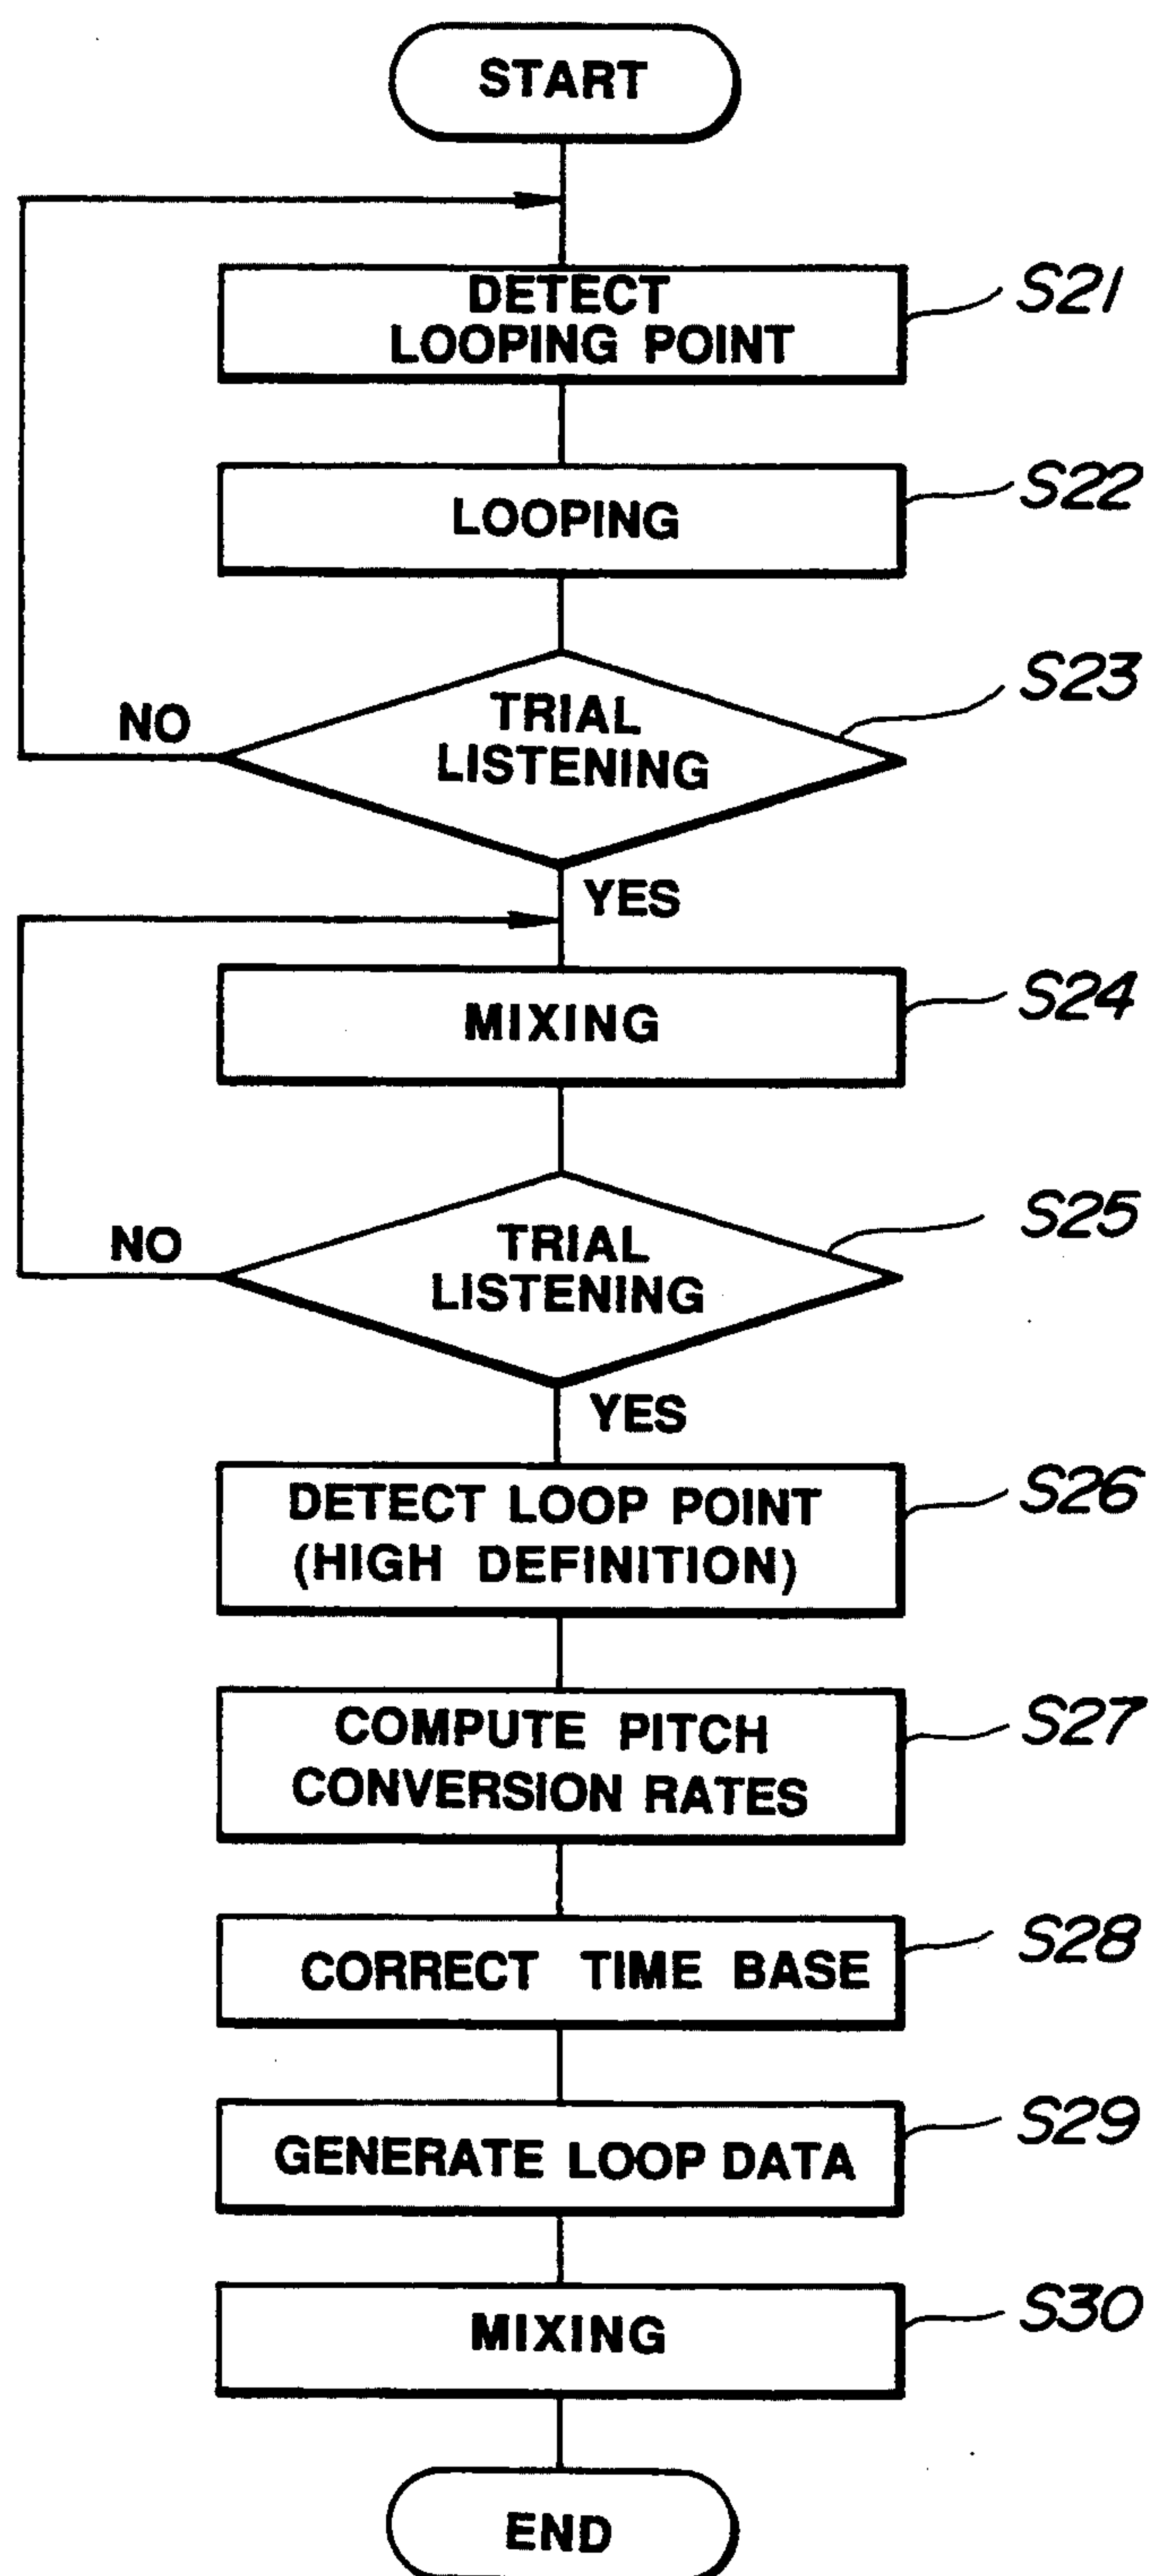 START
DETECT
LOOPING POINT
S21
LOOPING
S22
TRIAL
LISTENING
S23
NO
YES
MIXING
S24
TRIAL
LISTENING
S25
NO
YES
DETECT LOOP POINT
(HIGH DEFINITION)
S26
COMPUTE PITCH
CONVERSION RATES
S27
CORRECT TIME BASE
S28
GENERATE LOOP DATA
S29
MIXING
S30
END